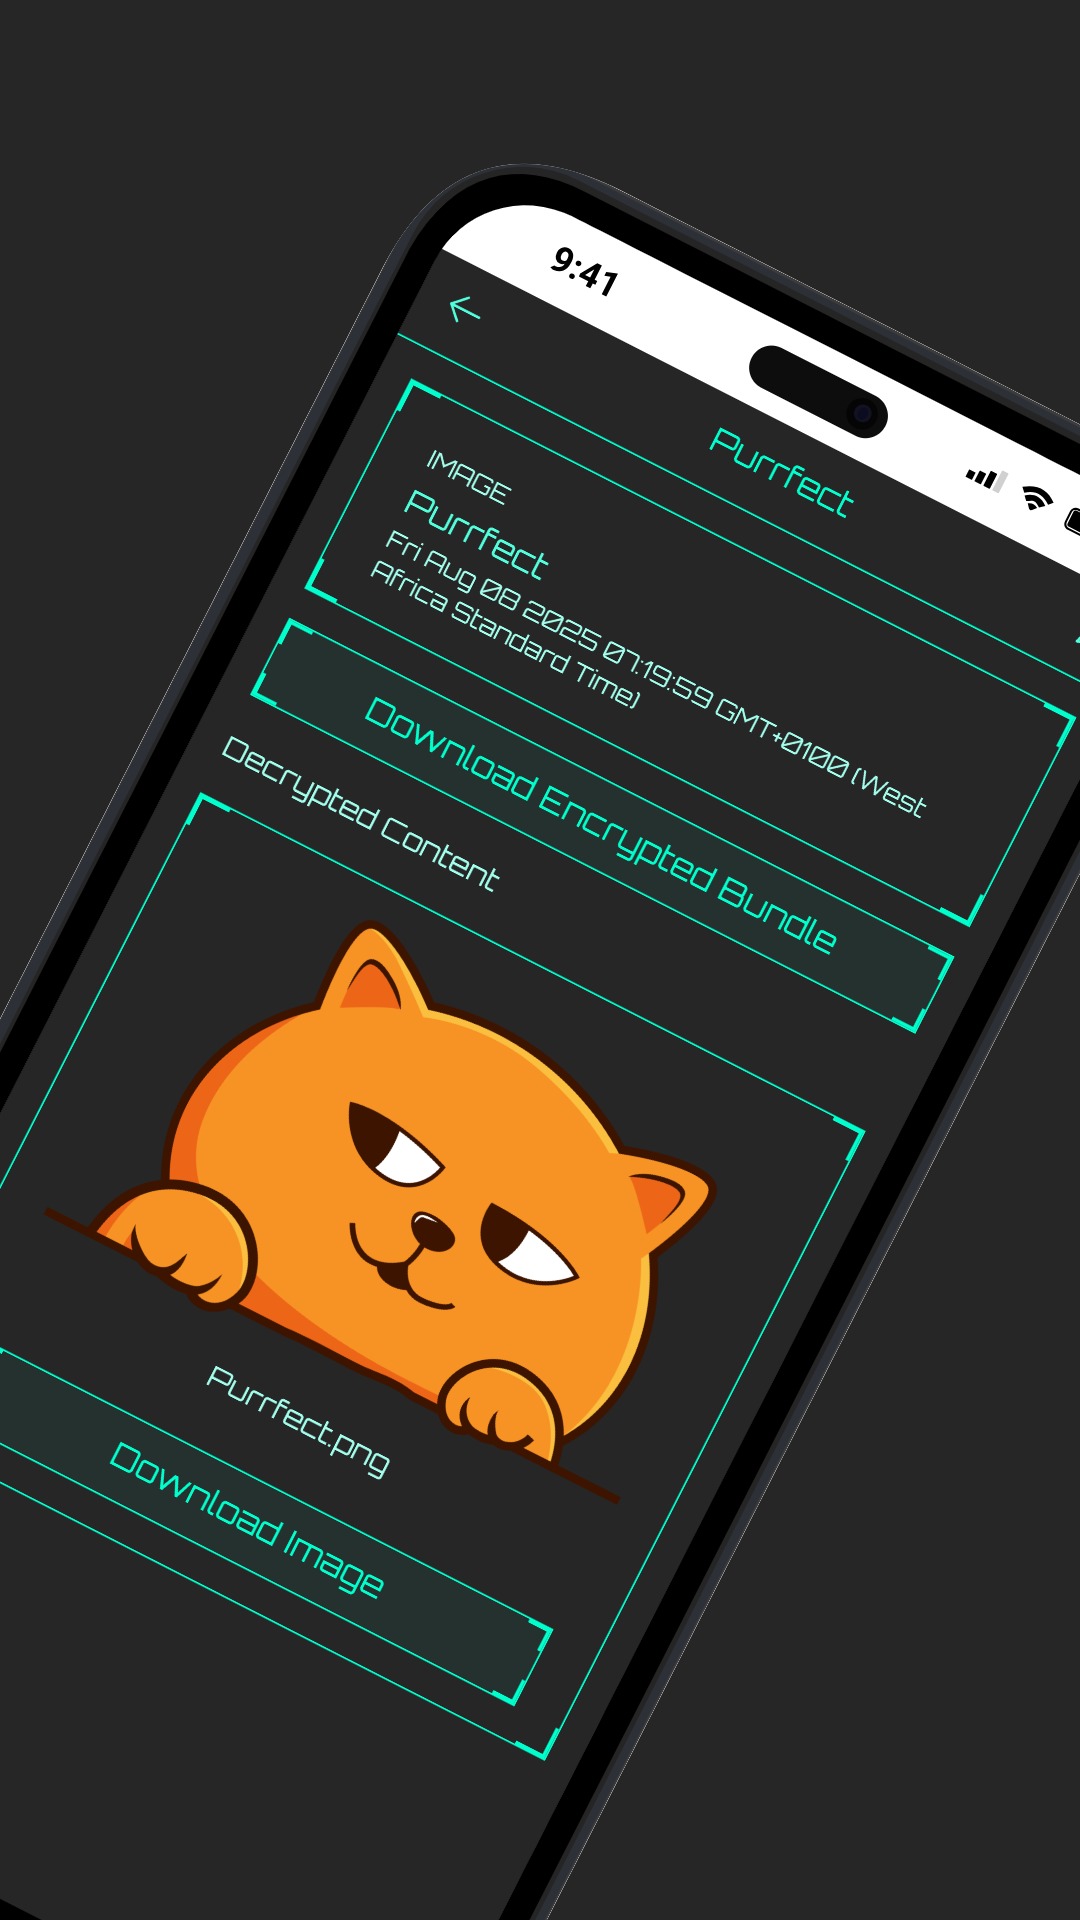 9:41
Purrfect
IMAGE
Purrfect
Fri Aug 08 2025 07:19:59 GMT+0100 (West
Africa Standard Time)
Download Encrypted Bundle
Decrypted Content
Purrfect.png
Download Image